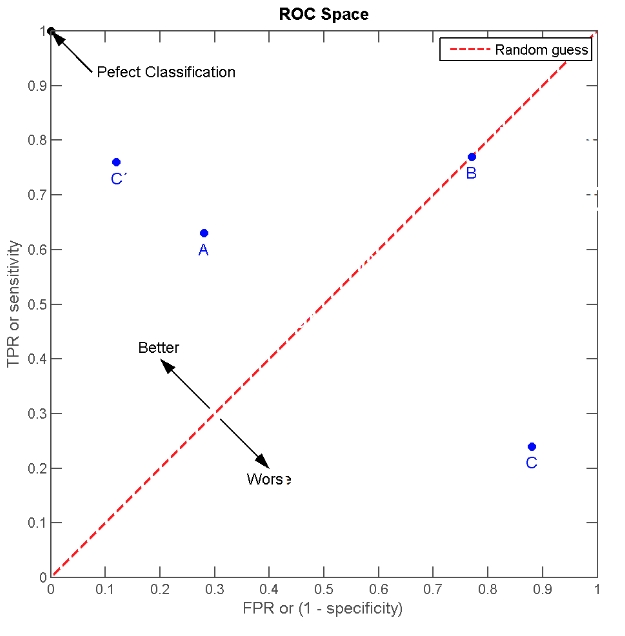 ROC Space
1
Random guess
Pefect Classification
0.9
0.8
C´
B
0.7
TPR or sensitivity
0.6
A
0.5
Better
0.4
0.3
C
0.2
Worse
0.1
0
0 0.1 0.2 0.3 0.4 0.5 0.6 0.7 0.8 0.9 1
FPR or (1 - specificity)